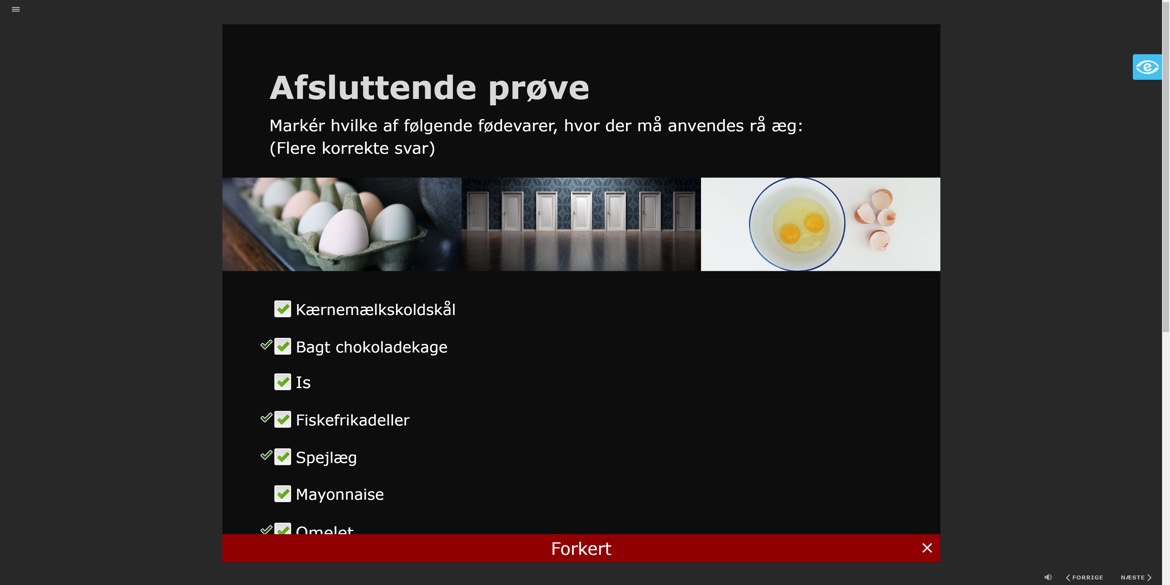 Afsluttende prøve
Markér hvilke af følgende fødevarer, hvor der må anvendes rå æg:
(Flere korrekte svar)
Kærnemælkskoldskål
Bagt chokoladekage
Is
Fiskefrikadeller
Spejlæg
Mayonnaise
Omelet
Forkert
FORRIGE
NÆSTE